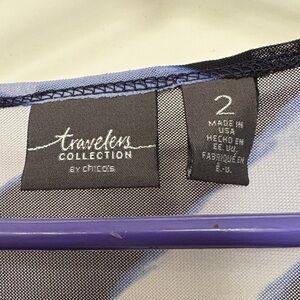 travelers
COLLECTION
BY chico's
2
MADE IN
USA
HECHO EN
EE.UU.
FABRIQUÉ EN
É.-U.